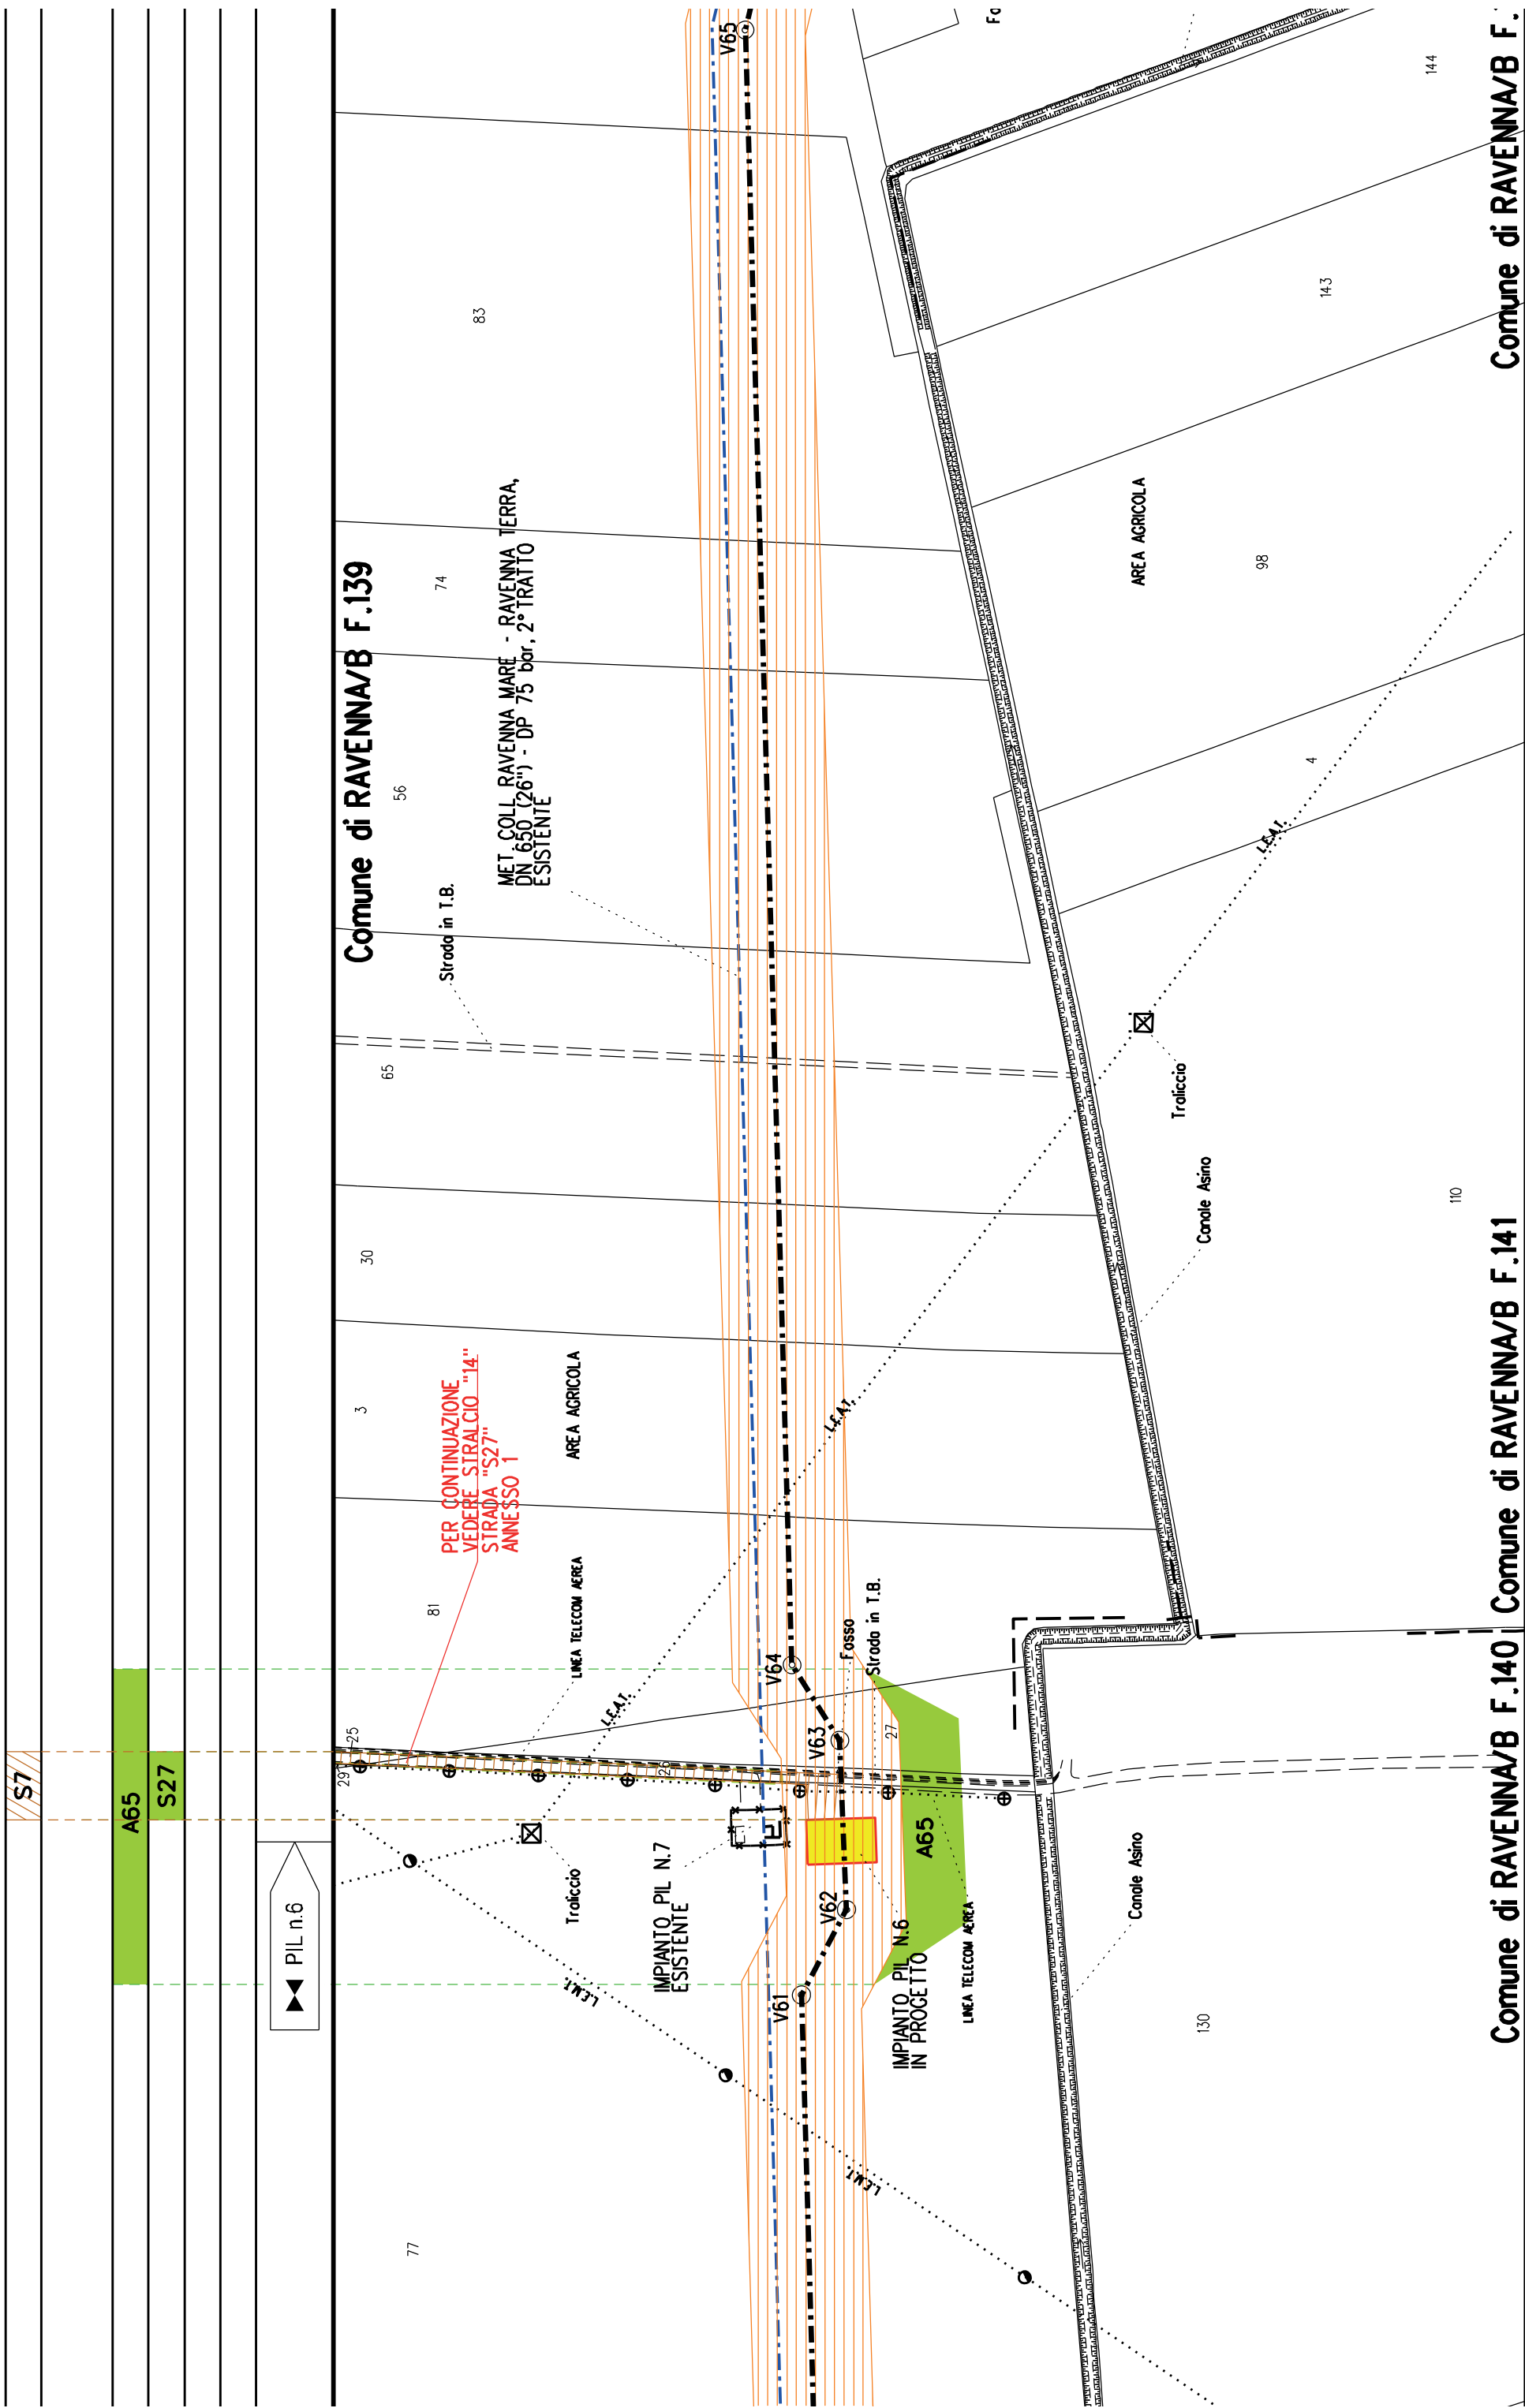 S7
A65
S27
PIL n.6
Comune di RAVENNA/B F.139
77
291
25
81
3
30
65
56
74
83
PER CONTINUAZIONE
VEDERE STRALCIO "14"
STRADA "S27"
ANNESSO 1
Strada in T.B.
MET. COLL. RAVENNA MARE - RAVENNA TERRA,
DN 650 (26") - DP 75 bar, 2° TRATTO
ESISTENTE
Traliccio
LINEA TELECOM AEREA
AREA AGRICOLA
L.E.M.T.
L.E.A.T.
IMPIANTO PIL N.7
ESISTENTE
26
V61
V62
V63
V64
V65
L.E.A.T.
Fosso
Strada in T.B.
L.E.M.T.
IMPIANTO PIL N.6
IN PROGETTO
A65
27
LINEA TELECOM AEREA
Fo
Canale Asino
130
Traliccio
Canale Asino
AREA AGRICOLA
L.E.A.T.
110
4
98
143
144
Comune di RAVENNA/B F.140
Comune di RAVENNA/B F.141
Comune di RAVENNA/B F.